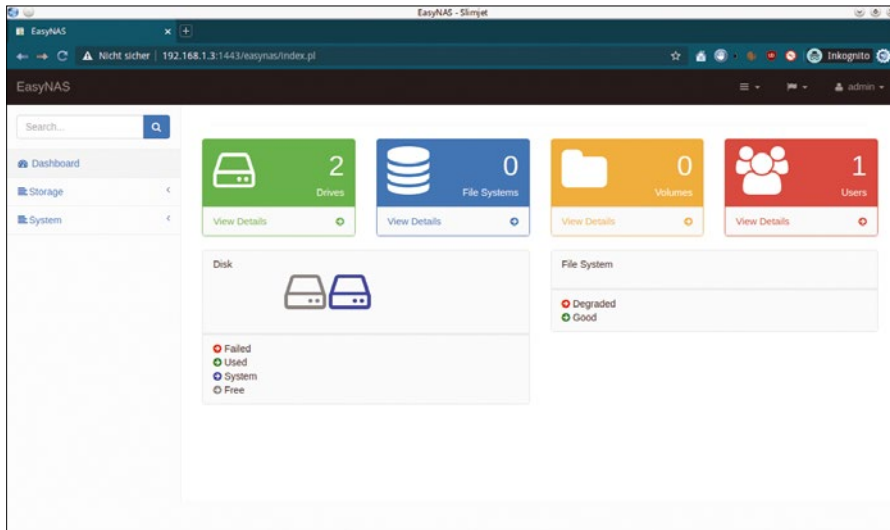 EasyNAS - Slimjet
EasyNAS
Nicht sicher | 192.168.1.3:1443/easynas/index.pl
Inkognito
EasyNAS
admin
Search...
Dashboard
Storage
System
2
Drives
View Details
0
File Systems
View Details
0
Volumes
View Details
1
Users
View Details
Disk
Failed
Used
System
Free
File System
Degraded
Good